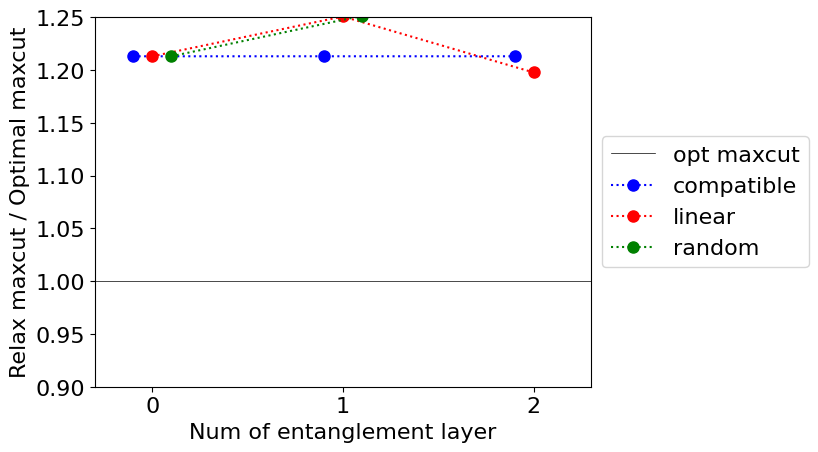 Relax maxcut / Optimal maxcut
1.25
1.20
1.15
1.10
1.05
1.00
0.95
0.90
0
1
2
Num of entanglement layer
opt maxcut
compatible
linear
random